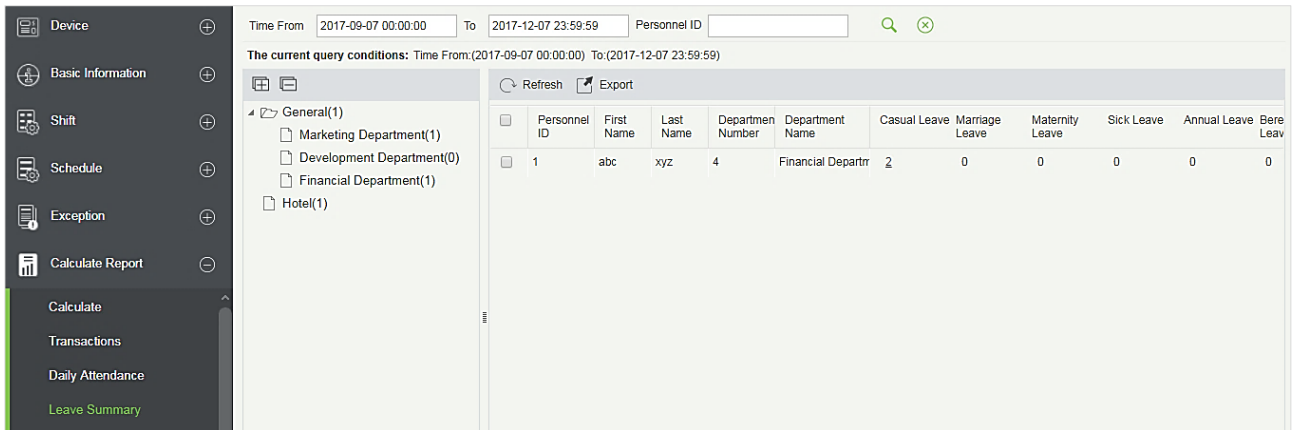 Device
Basic Information
Shift
Schedule
Exception
Calculate Report
Calculate
Transactions
Daily Attendance
Leave Summary
Time From 2017-09-07 00:00:00 To 2017-12-07 23:59:59 Personnel ID
The current query conditions: Time From:(2017-09-07 00:00:00) To:(2017-12-07 23:59:59)
General(1)
Marketing Department(1)
Development Department(0)
Financial Department(1)
Hotel(1)
Refresh Export
Personnel First Last Departmen Department Casual Leave Marriage Maternity Sick Leave Annual Leave Bere
ID Name Name Number Name Leave Leave Leav
1 abc xyz 4 Financial Departm 2 0 0 0 0 0